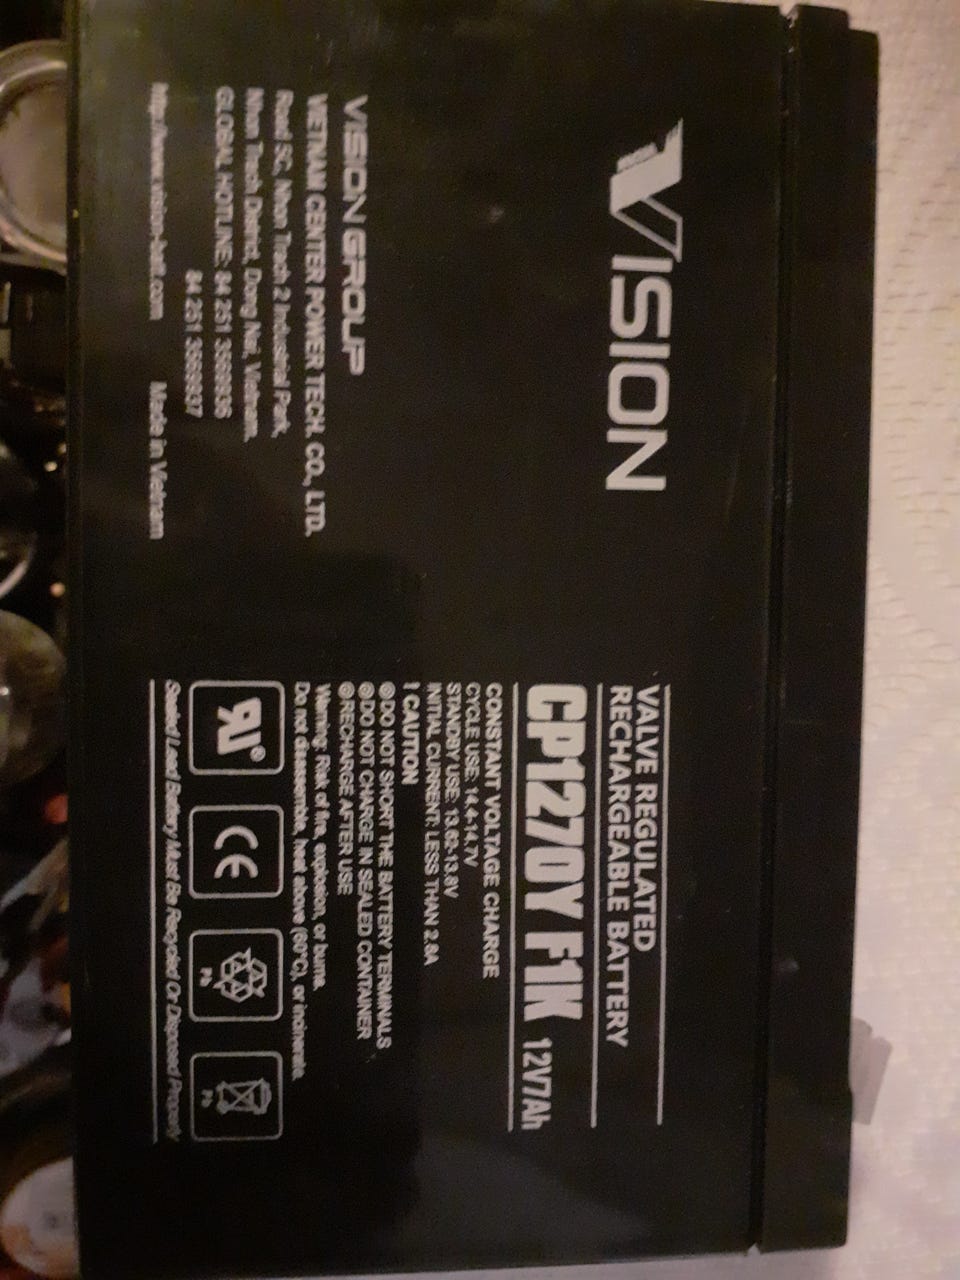 VISION
VISION GROUP
VIETNAM CENTER POWER TECH. CO., LTD.
Road 5C, Nhon Trach 2 Industrial Park,
Nhon Trach District, Dong Nai, Vietnam.
GLOBAL HOTLINE: 84 251 3569936
84 251 3569937
http://www.vision-batt.com Made in Vietnam
VALVE REGULATED
RECHARGEABLE BATTERY
CP1270Y F1K 12V7Ah
CONSTANT VOLTAGE CHARGE
CYCLE USE: 14.4-14.7V
STANDBY USE: 13.62-13.8V
INITIAL CURRENT: LESS THAN 2.8A
! CAUTION
⊘DO NOT SHORT THE BATTERY TERMINALS
⊘DO NOT CHARGE IN SEALED CONTAINER
⊘RECHARGE AFTER USE
Warning: Risk of fire, explosion, or burns.
Do not disassemble, heat above (60°C), or incinerate
RU® CE Pb Pb
Sealed Lead Battery Must Be Recycled Or Disposed Properly